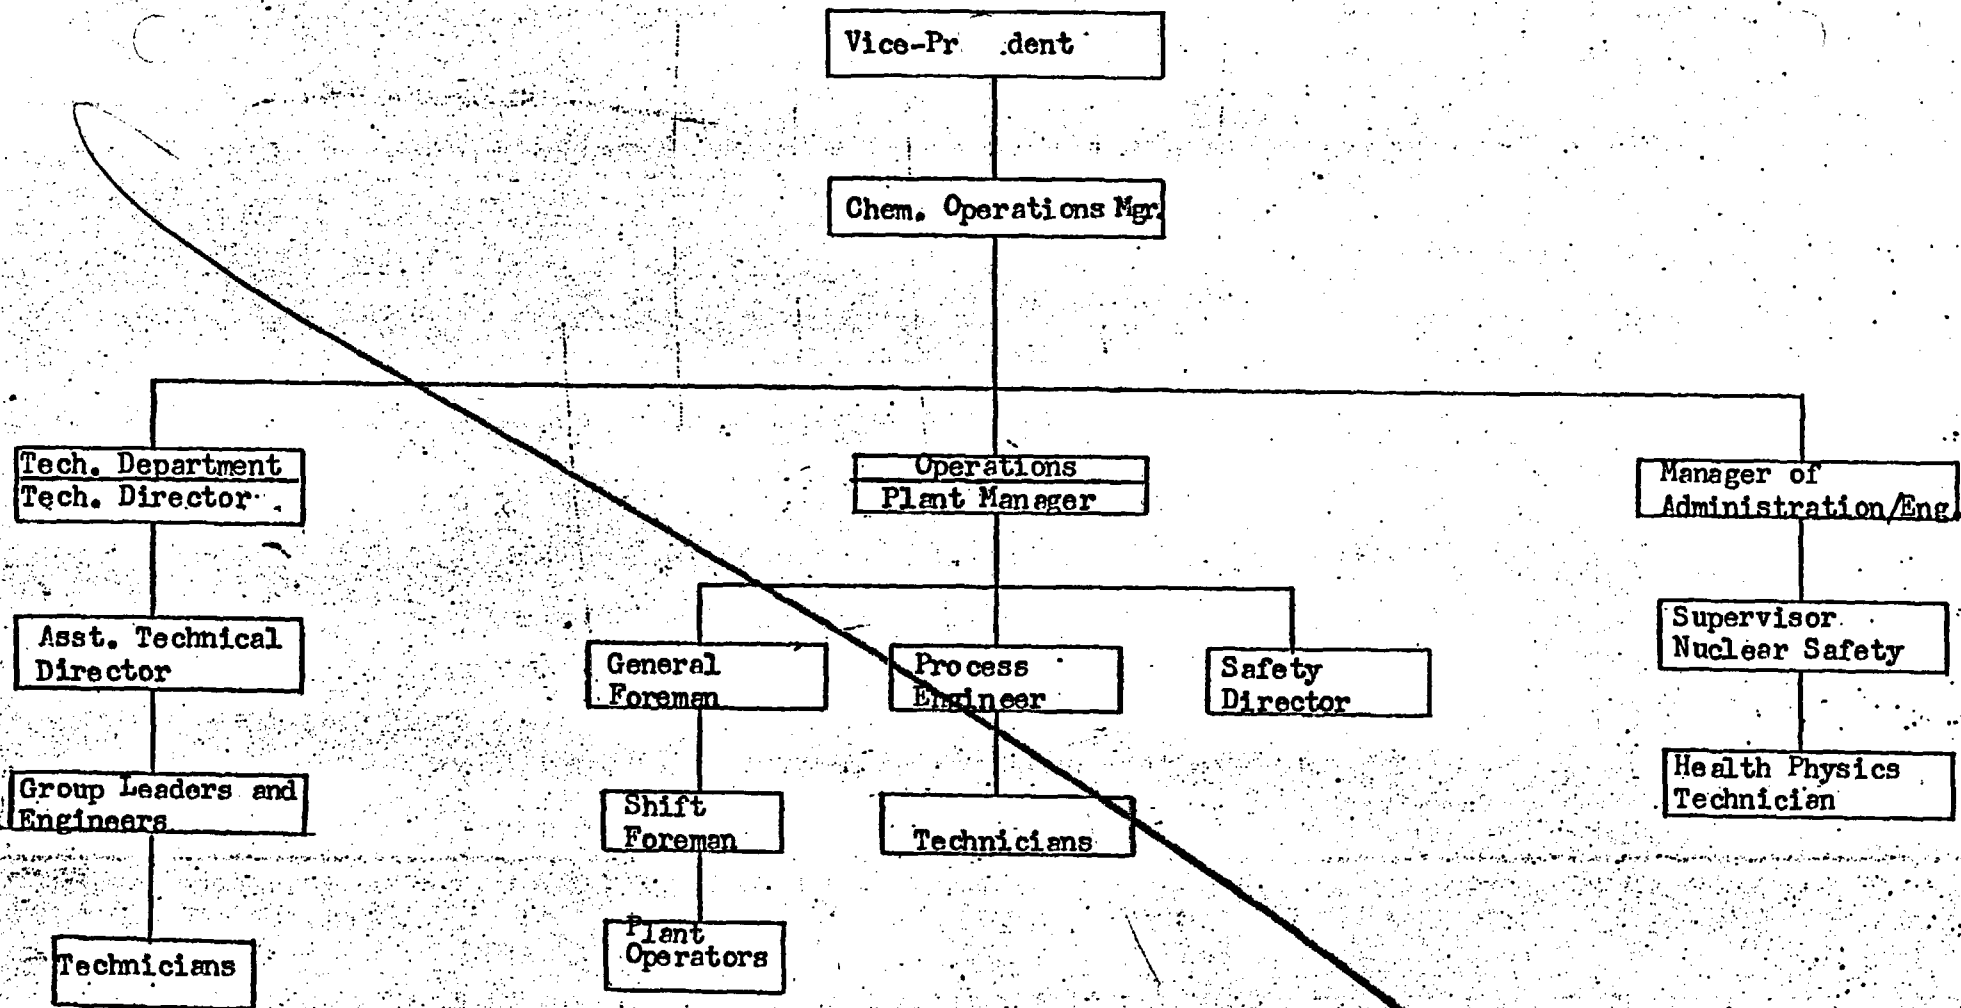 Vice-Pr dent
Chem. Operations Mgr.
Tech. Department
Tech. Director
Operations
Plant Manager
Manager of
Administration/Eng.
Asst. Technical
Director
General
Foreman
Process
Engineer
Safety
Director
Supervisor
Nuclear Safety
Group Leaders and
Engineers
Shift
Foreman
Technicians
Health Physics
Technician
Technicians
Plant
Operators